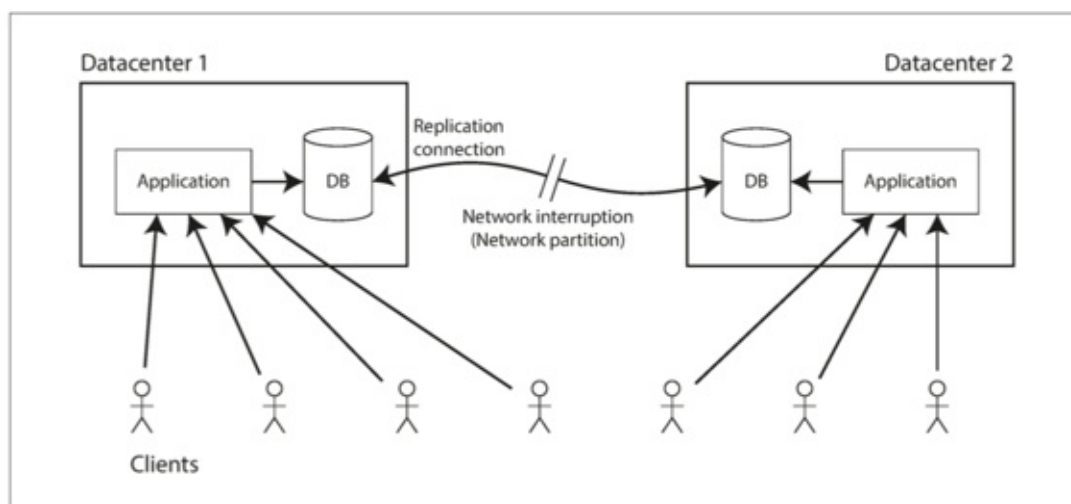 Datacenter 1
Datacenter 2
Replication
connection
Application
DB
DB
Application
Network interruption
(Network partition)
Clients